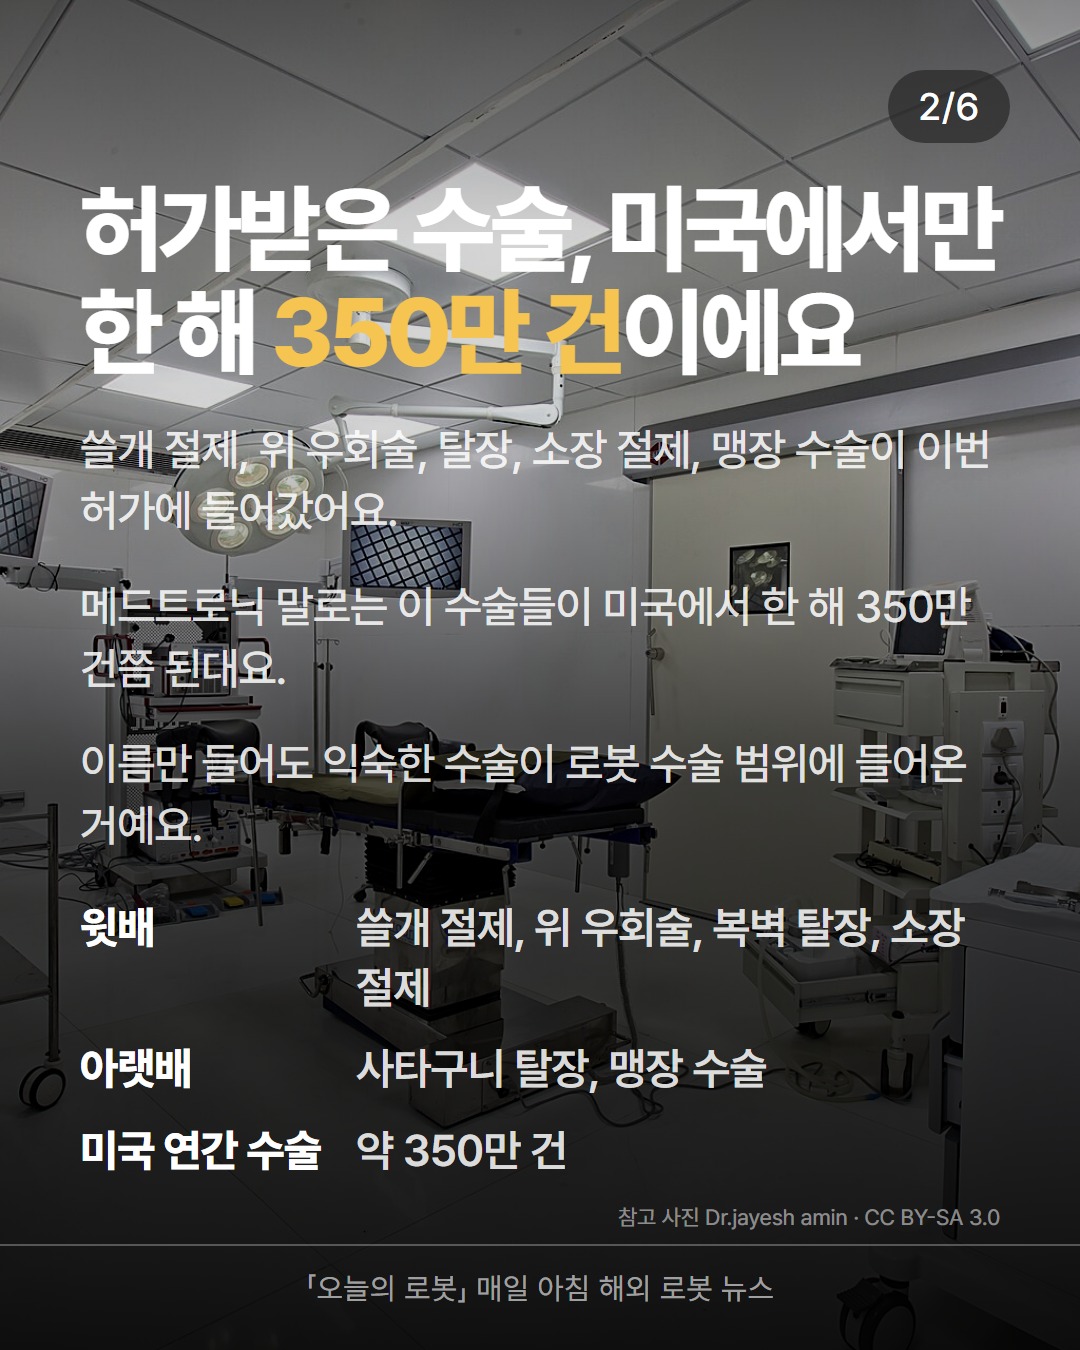 2/6
허가받은 수술, 미국에서만
한 해 350만 건이에요
쓸개 절제, 위 우회술, 탈장, 소장 절제, 맹장 수술이 이번
허가에 들어갔어요.
메드트로닉 말로는 이 수술들이 미국에서 한 해 350만
건쯤 된대요.
이름만 들어도 익숙한 수술이 로봇 수술 범위에 들어온
거예요.
윗배 쓸개 절제, 위 우회술, 복벽 탈장, 소장
절제
아랫배 사타구니 탈장, 맹장 수술
미국 연간 수술 약 350만 건
참고 사진 Dr.jayesh amin · CC BY-SA 3.0
「오늘의 로봇」 매일 아침 해외 로봇 뉴스